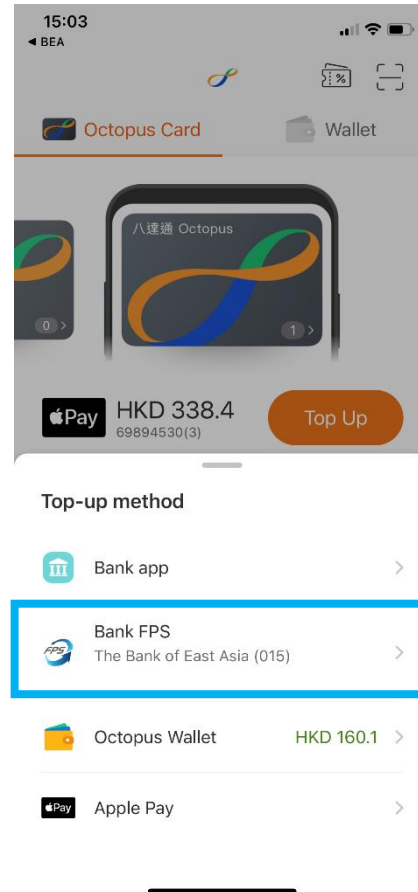 15:03
◀ BEA
%
Octopus Card
Wallet
八達通 Octopus
0 >
1 >
Pay
HKD 338.4
69894530(3)
Top Up
Top-up method
Bank app
FPS
Bank FPS
The Bank of East Asia (015)
Octopus Wallet
HKD 160.1
Pay
Apple Pay